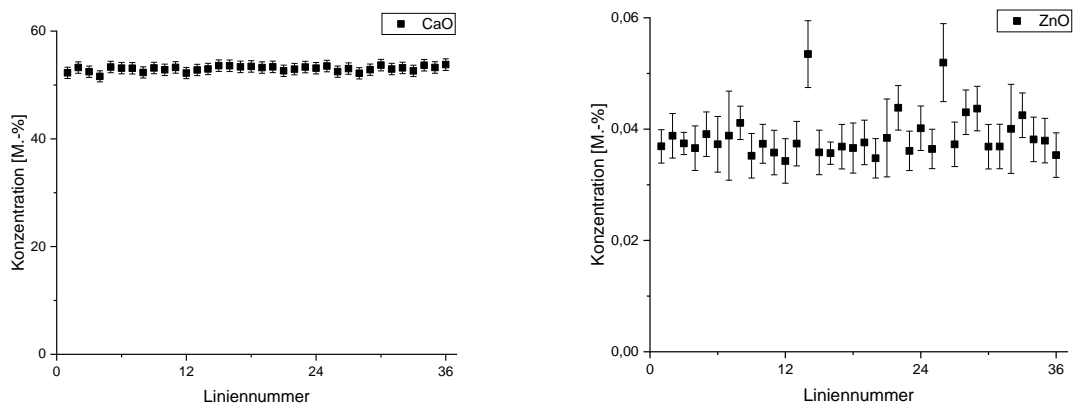 CaO
60
40
20
0
Konzentration [M.-%]
0
12
24
36
Liniennummer
ZnO
0,06
0,04
0,02
0,00
Konzentration [M.-%]
0
12
24
36
Liniennummer